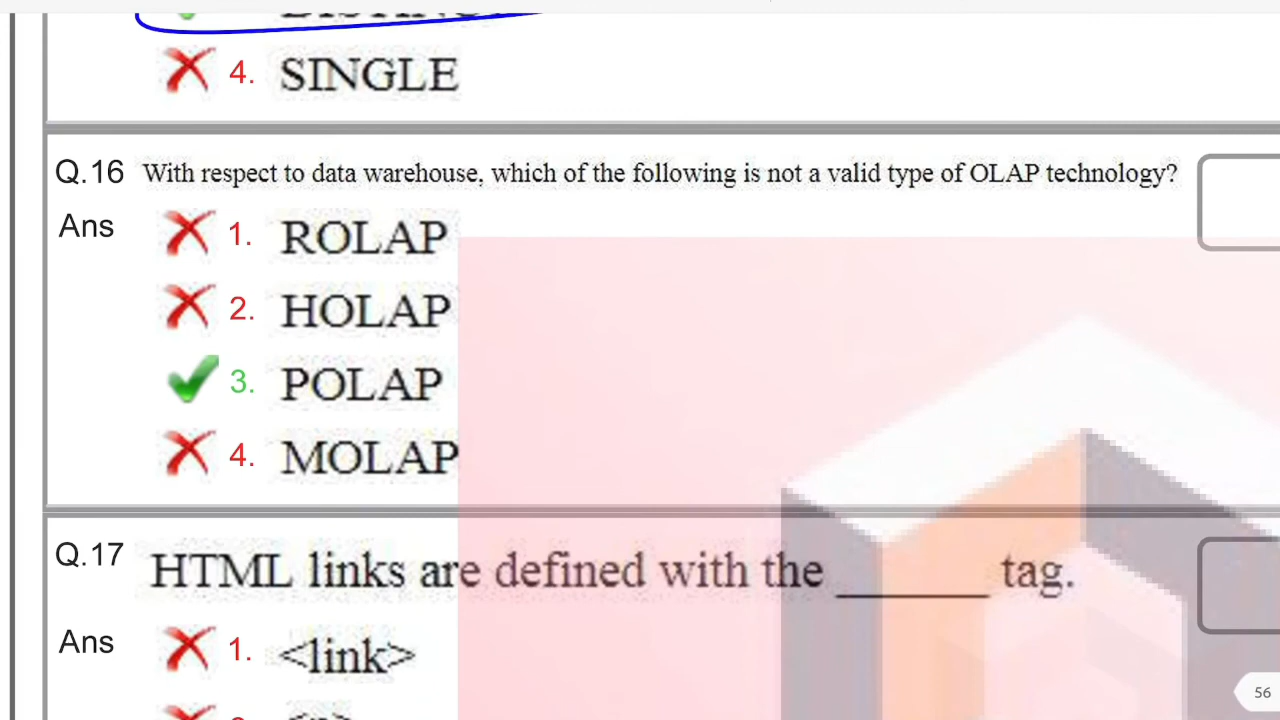 4. SINGLE
Q.16 With respect to data warehouse, which of the following is not a valid type of OLAP technology?
Ans 1. ROLAP
2. HOLAP
3. POLAP
4. MOLAP
Q.17 HTML links are defined with the ______ tag.
Ans 1. <link>
56